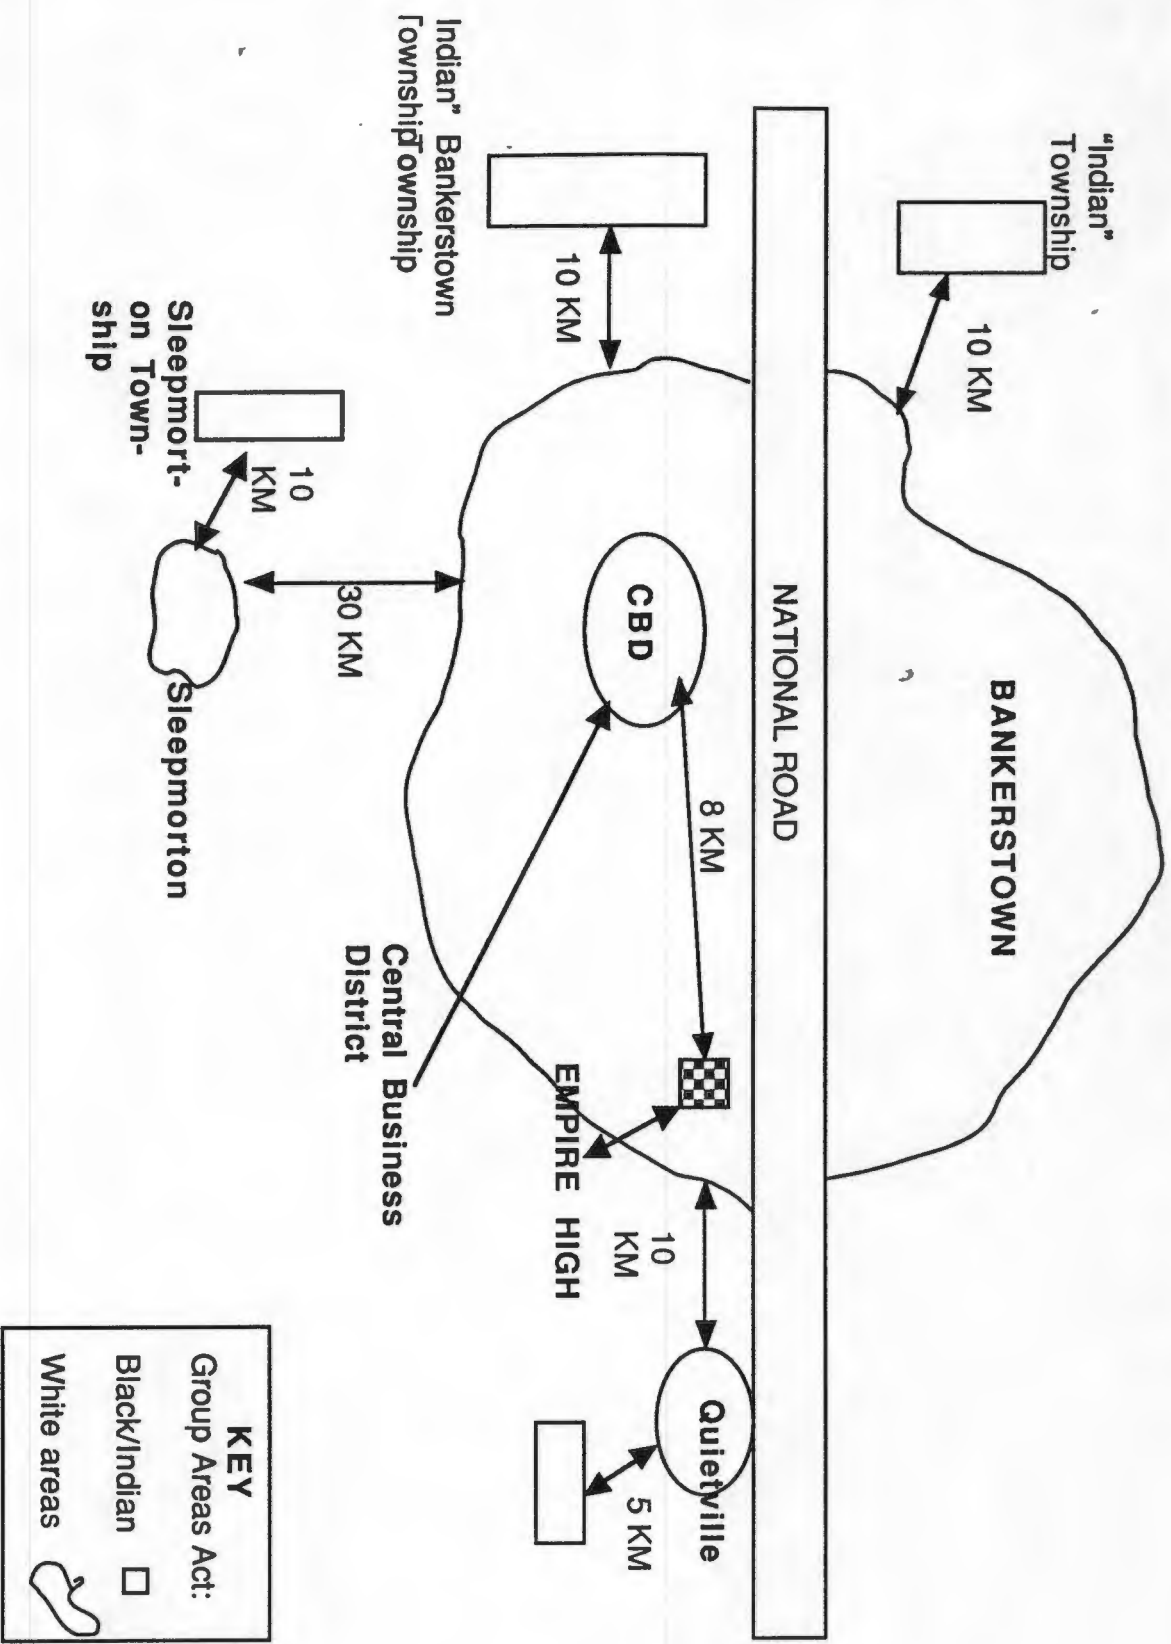 "Indian"
Township
10 KM
BANKERSTOWN
NATIONAL ROAD
Indian" Bankerstown
TownshipTownship
10 KM
CBD
8 KM
EMPIRE HIGH
10
KM
Quietville
5 KM
Central Business
District
30 KM
10
KM
Sleepmort-
on Town-
ship
Sleepmorton
KEY
Group Areas Act:
Black/Indian
White areas